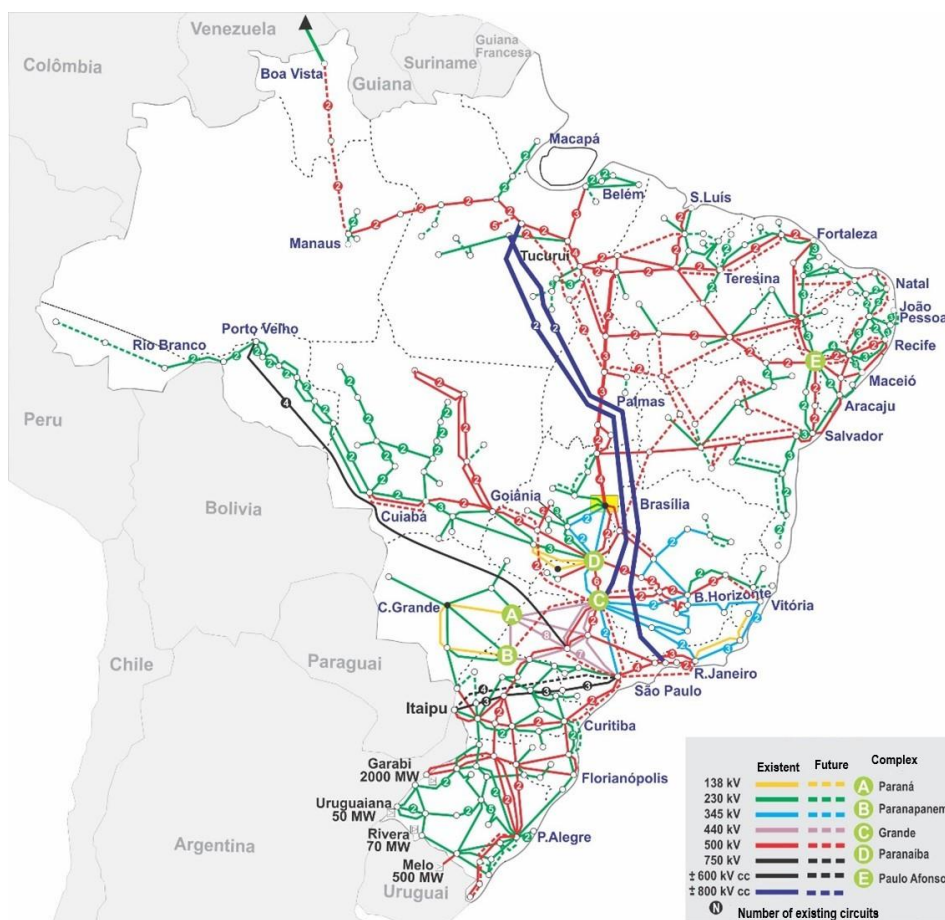 Venezuela
Guiana
Francesa
Suriname
Colômbia
Boa Vista
Guiana
Macapá
Belém
S.Luís
Manaus
Fortaleza
Tucuruí
Teresina
Natal
João
Pessoa
Porto Velho
Rio Branco
Recife
Maceió
Palmas
Aracaju
Peru
Salvador
Goiânia
Brasília
Bolivia
Cuiabá
B.Horizonte
Vitória
C.Grande
Chile
Paraguai
R.Janeiro
São Paulo
Itaipu
Curitiba
Garabi
2000 MW
Florianópolis
Uruguaiana
50 MW
Rivera
70 MW
P.Alegre
Argentina
Melo
500 MW
Uruguai
A
B
C
D
E
Existent Future Complex
138 kV A Paraná
230 kV B Paranapanem
345 kV C Grande
440 kV D Paranaiba
500 kV E Paulo Afonso
750 kV
± 600 kV cc
± 800 kV cc
N Number of existing circuits